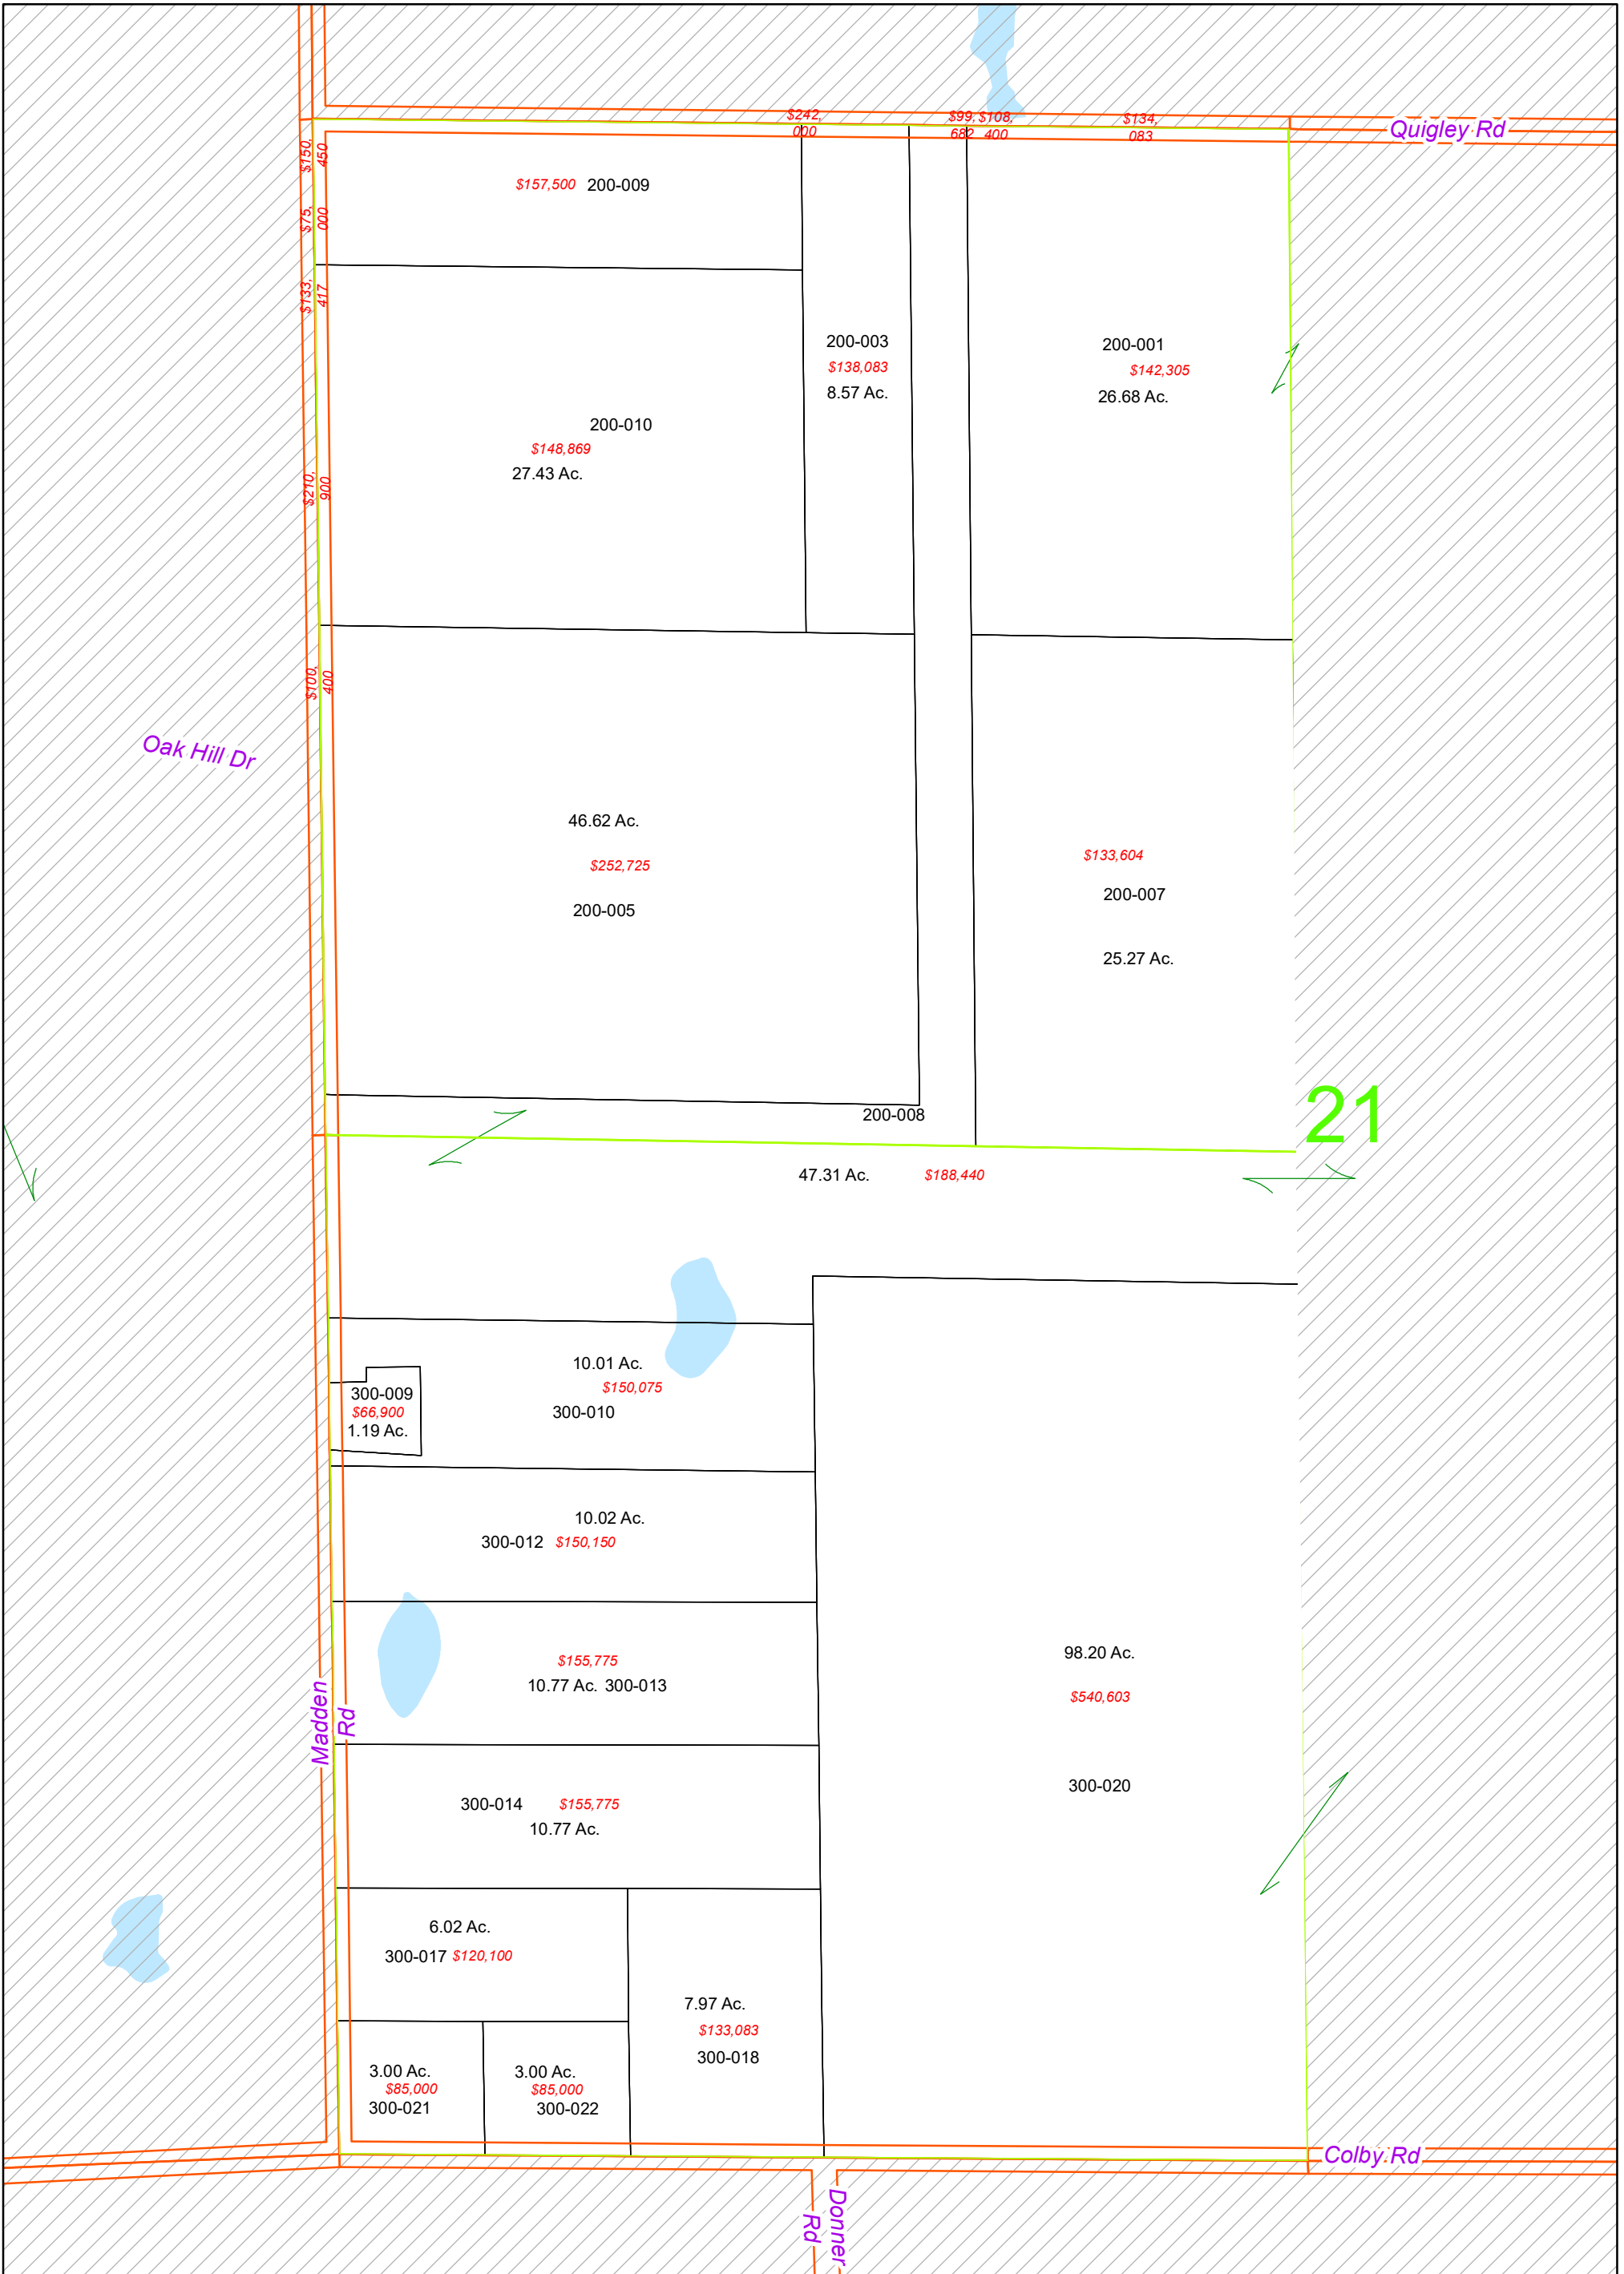 $242,
000
$99,
682
$108,
400
$134,
083
Quigley Rd
$150,
450
$157,500 200-009
$75,
000
$133,
417
200-003
$138,083
8.57 Ac.
200-001
$142,305
26.68 Ac.
200-010
$148,869
27.43 Ac.
$210,
900
$100,
400
Oak Hill Dr
46.62 Ac.
$252,725
200-005
$133,604
200-007
25.27 Ac.
200-008
21
47.31 Ac. $188,440
10.01 Ac.
$150,075
300-010
300-009
$66,900
1.19 Ac.
10.02 Ac.
300-012 $150,150
$155,775
10.77 Ac. 300-013
98.20 Ac.
$540,603
300-020
Madden
Rd
300-014 $155,775
10.77 Ac.
6.02 Ac.
300-017 $120,100
7.97 Ac.
$133,083
300-018
3.00 Ac.
$85,000
300-021
3.00 Ac.
$85,000
300-022
Colby Rd
Donner
Rd